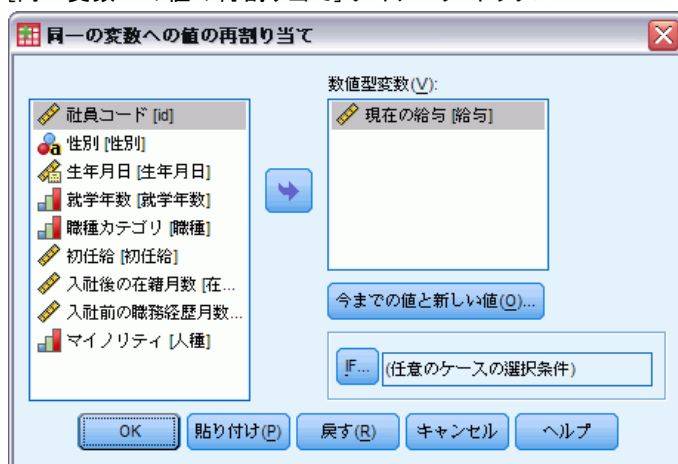 同一の変数への値の再割り当て
数値型変数(V):
社員コード [id]
性別 [性別]
生年月日 [生年月日]
就学年数 [就学年数]
職種カテゴリ [職種]
初任給 [初任給]
入社後の在籍月数 [在...
入社前の職務経歴月数...
マイノリティ [人種]
現在の給与 [給与]
今までの値と新しい値(O)...
IF... (任意のケースの選択条件)
OK 貼り付け(P) 戻す(R) キャンセル ヘルプ